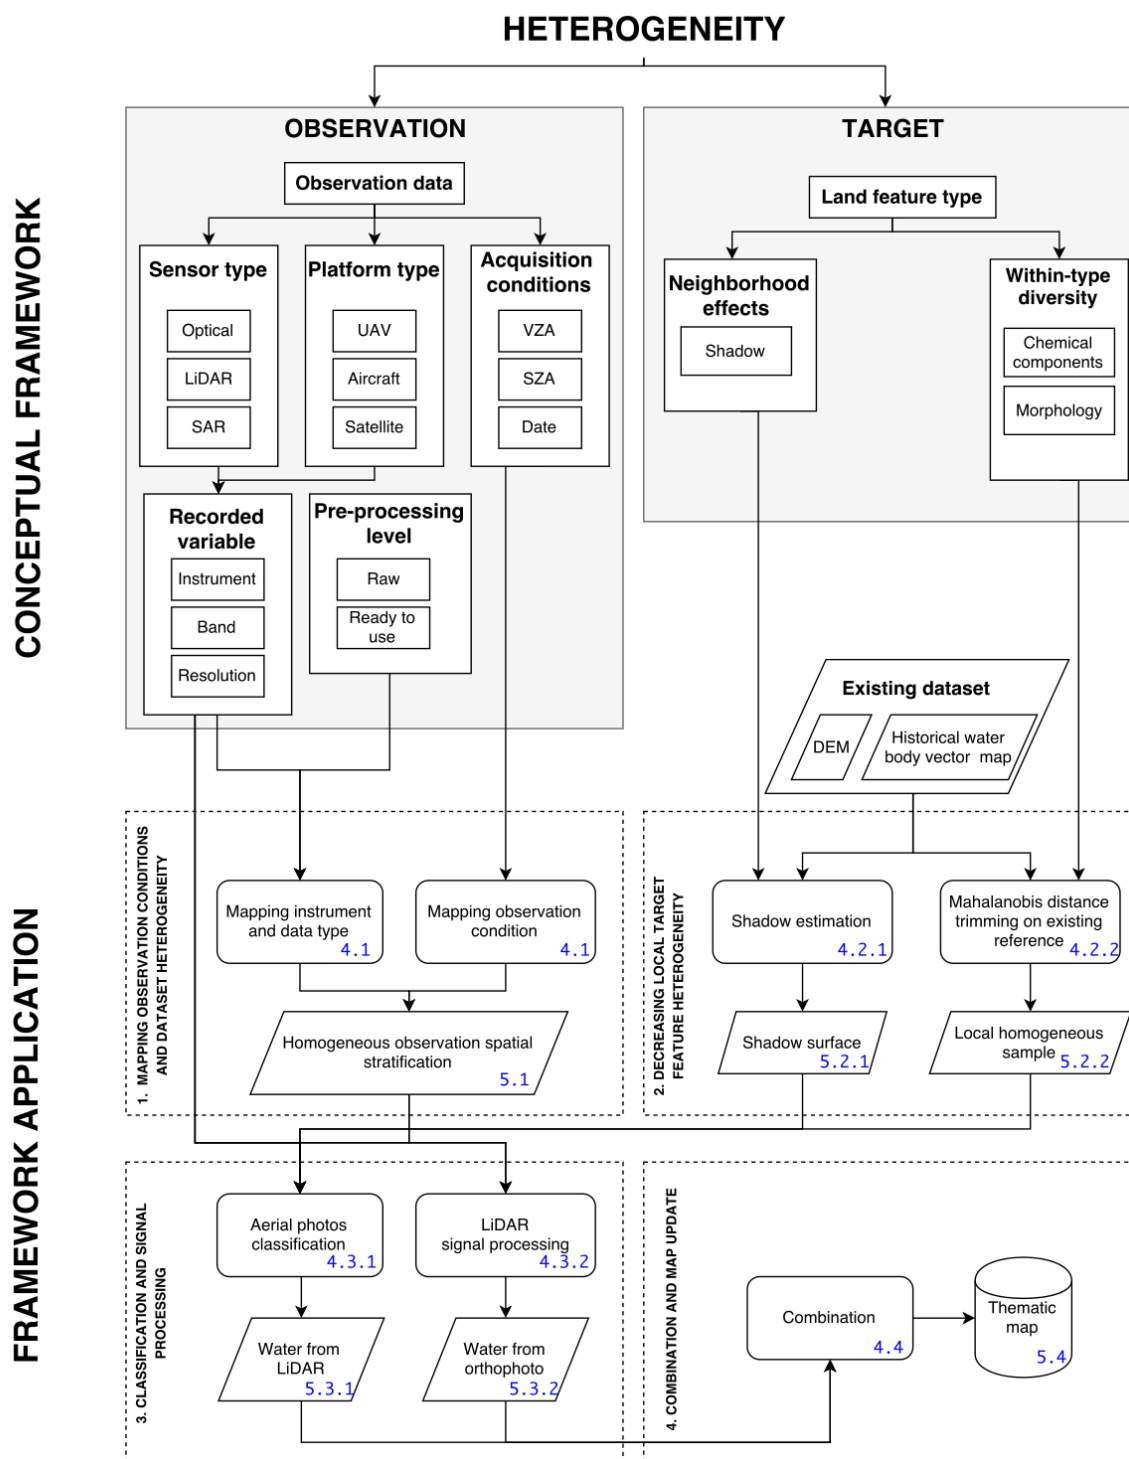 HETEROGENEITY
CONCEPTUAL FRAMEWORK
OBSERVATION
Observation data
Sensor type
Optical
LiDAR
SAR
Platform type
UAV
Aircraft
Satellite
Acquisition
conditions
VZA
SZA
Date
Recorded
variable
Instrument
Band
Resolution
Pre-processing
level
Raw
Ready to
use
TARGET
Land feature type
Neighborhood
effects
Shadow
Within-type
diversity
Chemical
components
Morphology
Existing dataset
DEM
Historical water
body vector map
FRAMEWORK APPLICATION
1. MAPPING OBSERVATION CONDITIONS
AND DATASET HETEROGENEITY
Mapping instrument
and data type
4.1
Mapping observation
condition
4.1
Homogeneous observation spatial
stratification
5.1
2. DECREASING LOCAL TARGET
FEATURE HETEROGENEITY
Shadow estimation
4.2.1
Mahalanobis distance
trimming on existing
reference
4.2.2
Shadow surface
5.2.1
Local homogeneous
sample
5.2.2
3. CLASSIFICATION AND SIGNAL
PROCESSING
Aerial photos
classification
4.3.1
LiDAR
signal processing
4.3.2
Water from
LiDAR
5.3.1
Water from
orthophoto
5.3.2
4. COMBINATION AND MAP UPDATE
Combination
4.4
Thematic
map
5.4